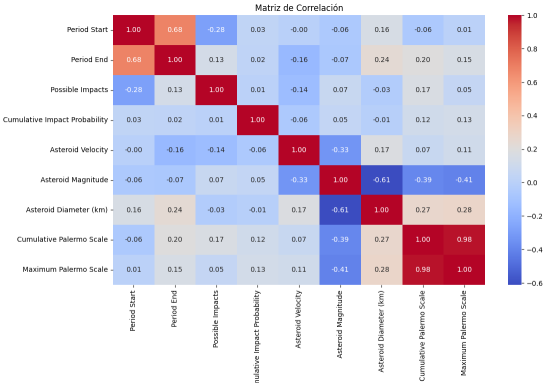 Matriz de Correlación
Period Start 1.00 0.68 -0.28 0.03 -0.00 -0.06 0.16 -0.06 0.01
Period End 0.68 1.00 0.13 0.02 -0.16 -0.07 0.24 0.20 0.15
Possible Impacts -0.28 0.13 1.00 0.01 -0.14 0.07 -0.03 0.17 0.05
Cumulative Impact Probability 0.03 0.02 0.01 1.00 -0.06 0.05 -0.01 0.12 0.13
Asteroid Velocity -0.00 -0.16 -0.14 -0.06 1.00 -0.33 0.17 0.07 0.11
Asteroid Magnitude -0.06 -0.07 0.07 0.05 -0.33 1.00 -0.61 -0.39 -0.41
Asteroid Diameter (km) 0.16 0.24 -0.03 -0.01 0.17 -0.61 1.00 0.27 0.28
Cumulative Palermo Scale -0.06 0.20 0.17 0.12 0.07 -0.39 0.27 1.00 0.98
Maximum Palermo Scale 0.01 0.15 0.05 0.13 0.11 -0.41 0.28 0.98 1.00
Period Start
Period End
Possible Impacts
nulative Impact Probability
Asteroid Velocity
Asteroid Magnitude
Asteroid Diameter (km)
Cumulative Palermo Scale
Maximum Palermo Scale
1.0
0.8
0.6
0.4
0.2
0.0
−0.2
−0.4
−0.6